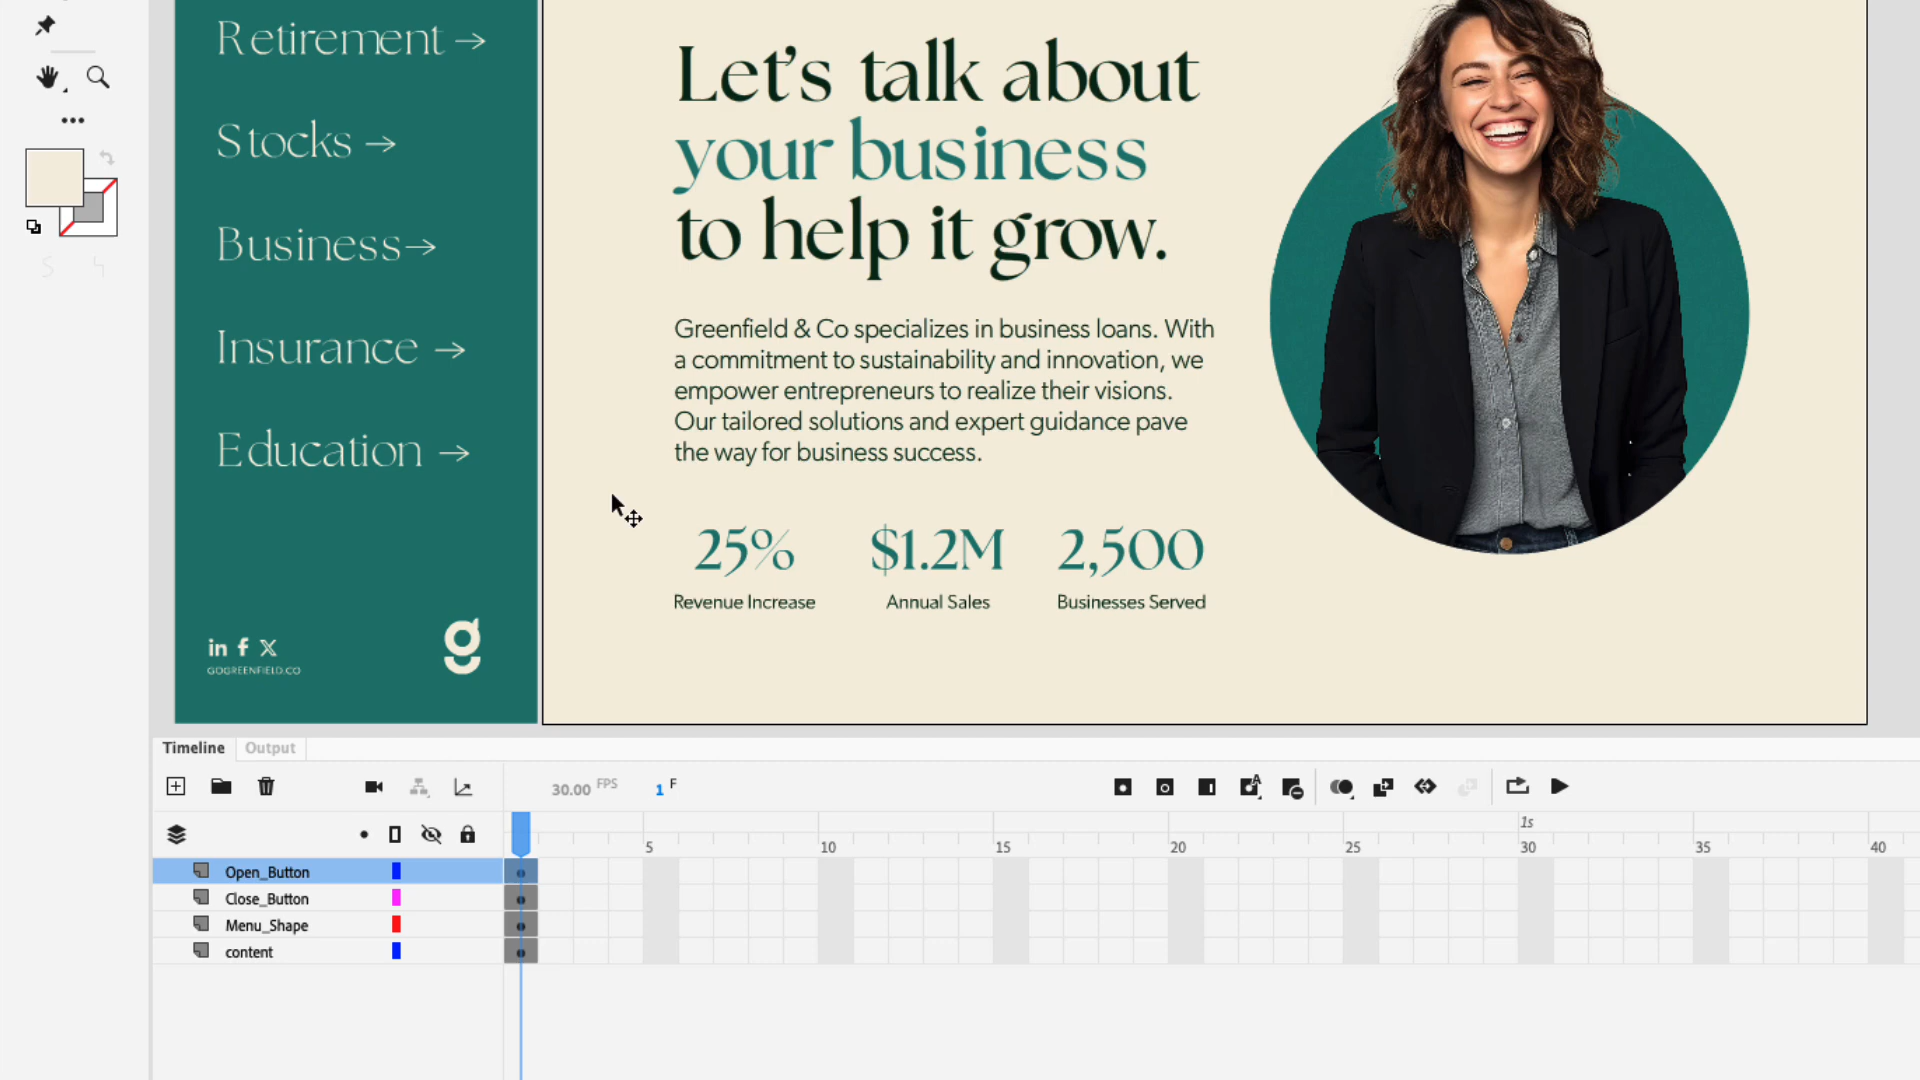 Retirement →
Stocks →
Business→
Insurance →
Education →
in f X
GOGREENFIELD.CO
g
Let's talk about
your business
to help it grow.
Greenfield & Co specializes in business loans. With
a commitment to sustainability and innovation, we
empower entrepreneurs to realize their visions.
Our tailored solutions and expert guidance pave
the way for business success.
25% $1.2M 2,500
Revenue Increase Annual Sales Businesses Served
Timeline Output
30.00 FPS 1 F
1s
5 10 15 20 25 30 35 40
Open_Button
Close_Button
Menu_Shape
content